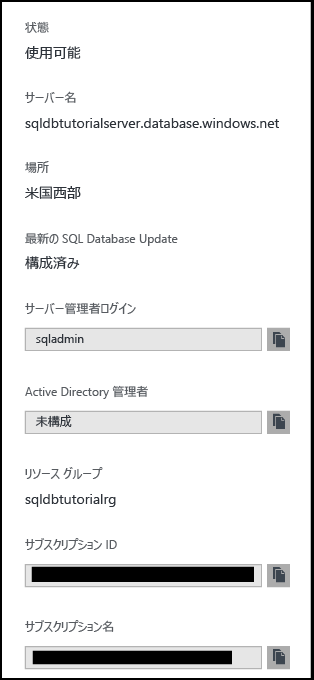 状態
使用可能
サーバー名
sqldbtutorialserver.database.windows.net
場所
米国西部
最新の SQL Database Update
構成済み
サーバー管理者ログイン
sqladmin
Active Directory 管理者
未構成
リソース グループ
sqldbtutorialrg
サブスクリプション ID
サブスクリプション名